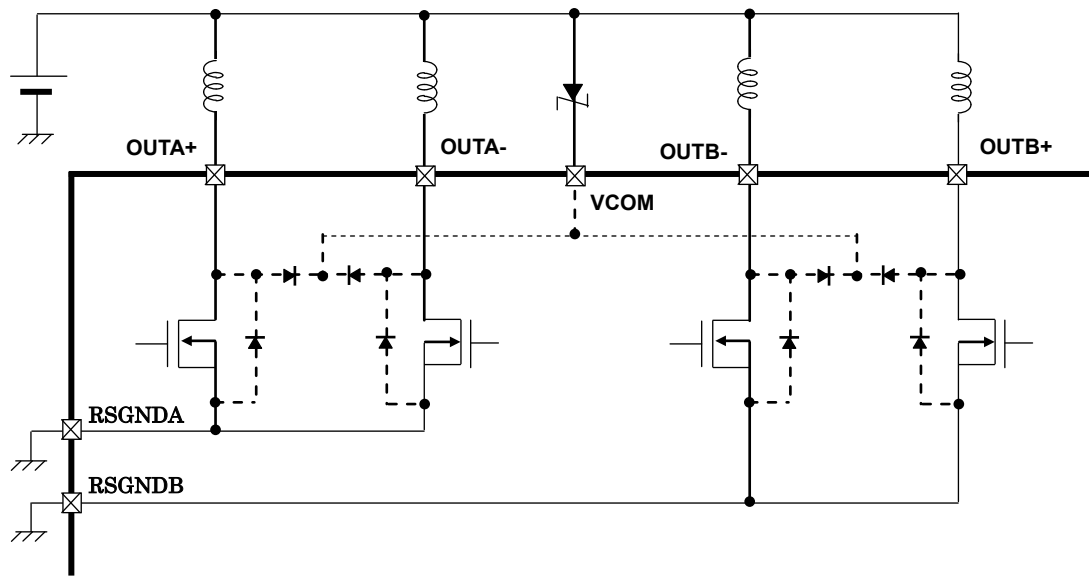 OUTA+
OUTA-
OUTB-
OUTB+
VCOM
RSGNDA
RSGNDB